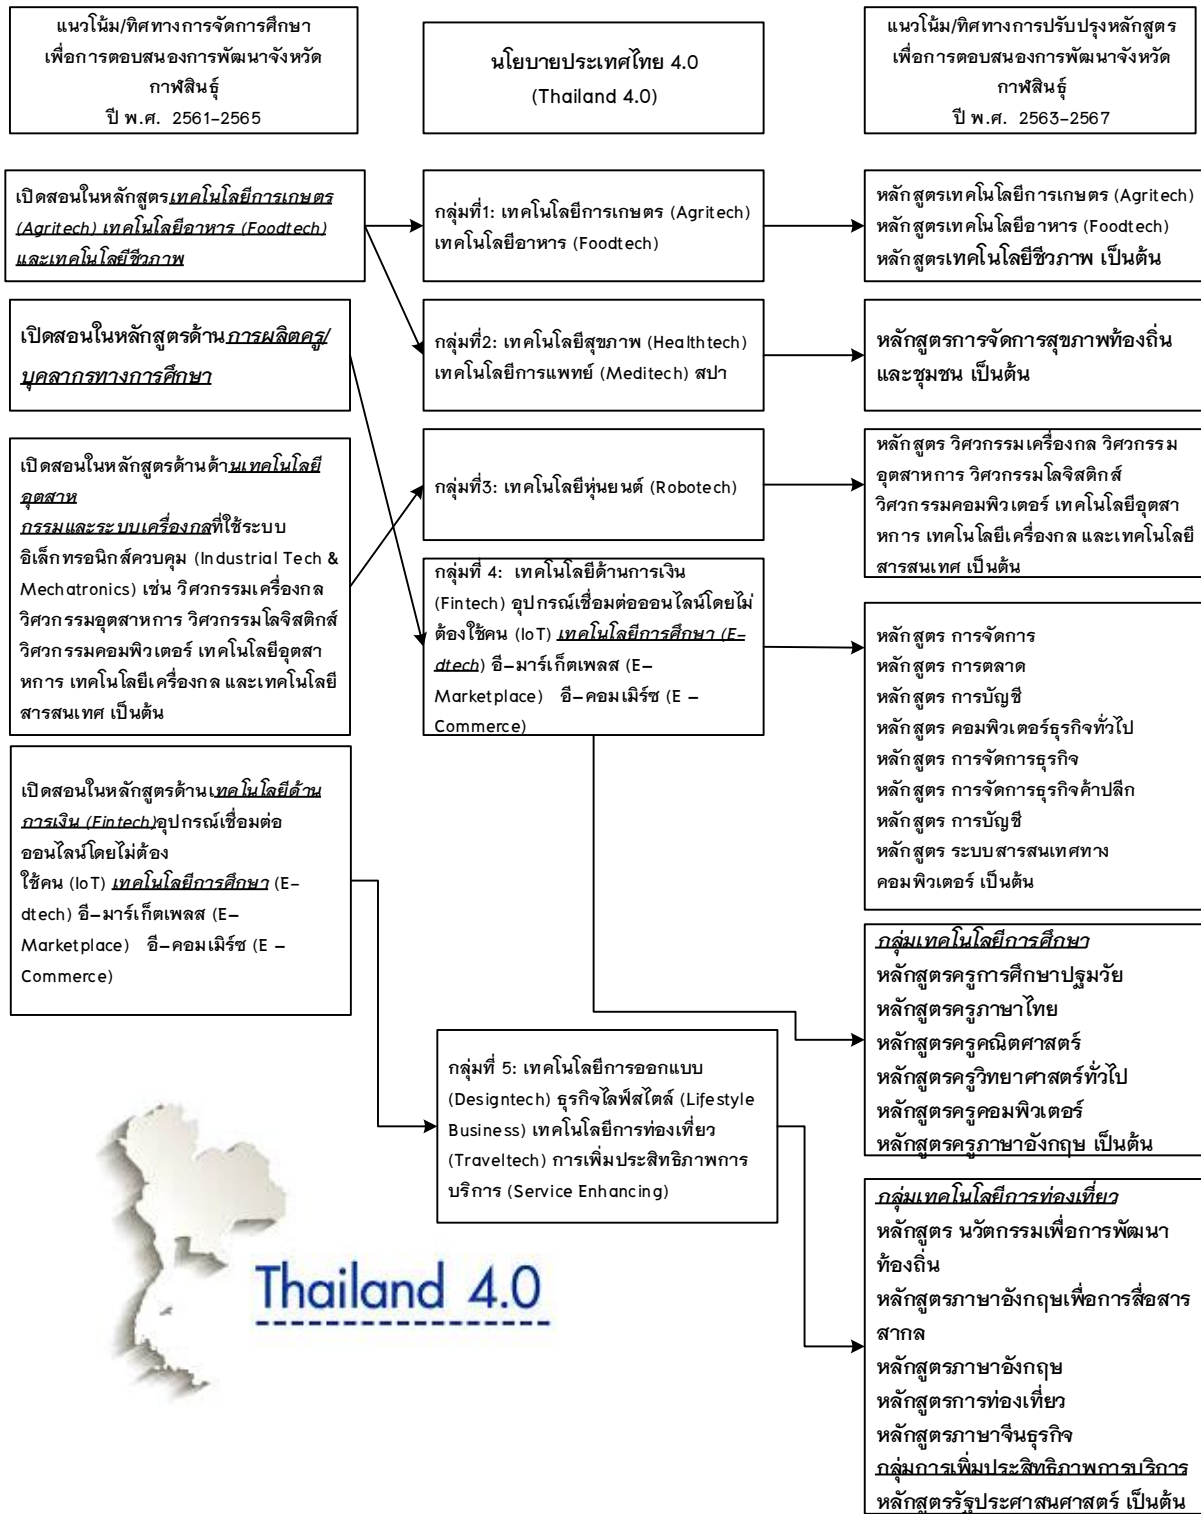 แนวโน้ม/ทิศทางการจัดการศึกษา
เพื่อการตอบสนองการพัฒนาจังหวัด
กาฬสินธุ์
ปี พ.ศ. 2561-2565
นโยบายประเทศไทย 4.0
(Thailand 4.0)
แนวโน้ม/ทิศทางการปรับปรุงหลักสูตร
เพื่อการตอบสนองการพัฒนาจังหวัด
กาฬสินธุ์
ปี พ.ศ. 2563-2567
เปิดสอนในหลักสูตรเทคโนโลยีการเกษตร
(Agritech) เทคโนโลยีอาหาร (Foodtech)
และเทคโนโลยีชีวภาพ
กลุ่มที่1: เทคโนโลยีการเกษตร (Agritech)
เทคโนโลยีอาหาร (Foodtech)
หลักสูตรเทคโนโลยีการเกษตร (Agritech)
หลักสูตรเทคโนโลยีอาหาร (Foodtech)
หลักสูตรเทคโนโลยีชีวภาพ เป็นต้น
เปิดสอนในหลักสูตรด้านการผลิตครู/
บุคลากรทางการศึกษา
กลุ่มที่2: เทคโนโลยีสุขภาพ (Healthtech)
เทคโนโลยีการแพทย์ (Meditech) สปา
หลักสูตรการจัดการสุขภาพท้องถิ่น
และชุมชน เป็นต้น
เปิดสอนในหลักสูตรด้านด้านเทคโนโลยี
อุตสาห
กรรมและระบบเครื่องกลที่ใช้ระบบ
อิเล็กทรอนิกส์ควบคุม (Industrial Tech &
Mechatronics) เช่น วิศวกรรมเครื่องกล
วิศวกรรมอุตสาหการ วิศวกรรมโลจิสติกส์
วิศวกรรมคอมพิวเตอร์ เทคโนโลยีอุตสา
หการ เทคโนโลยีเครื่องกล และเทคโนโลยี
สารสนเทศ เป็นต้น
กลุ่มที่3: เทคโนโลยีหุ่นยนต์ (Robotech)
หลักสูตร วิศวกรรมเครื่องกล วิศวกรรม
อุตสาหการ วิศวกรรมโลจิสติกส์
วิศวกรรมคอมพิวเตอร์ เทคโนโลยีอุตสา
หการ เทคโนโลยีเครื่องกล และเทคโนโลยี
สารสนเทศ เป็นต้น
กลุ่มที่ 4: เทคโนโลยีด้านการเงิน
(Fintech) อุปกรณ์เชื่อมต่อออนไลน์โดยไม่
ต้องใช้คน (IoT) เทคโนโลยีการศึกษา (E-
dtech) อี–มาร์เก็ตเพลส (E–
Marketplace) อี–คอมเมิร์ซ (E –
Commerce)
หลักสูตร การจัดการ
หลักสูตร การตลาด
หลักสูตร การบัญชี
หลักสูตร คอมพิวเตอร์ธุรกิจทั่วไป
หลักสูตร การจัดการธุรกิจ
หลักสูตร การจัดการธุรกิจค้าปลีก
หลักสูตร การบัญชี
หลักสูตร ระบบสารสนเทศทาง
คอมพิวเตอร์ เป็นต้น
เปิดสอนในหลักสูตรด้านเทคโนโลยีด้าน
การเงิน (Fintech)อุปกรณ์เชื่อมต่อ
ออนไลน์โดยไม่ต้อง
ใช้คน (IoT) เทคโนโลยีการศึกษา (E–
dtech) อี–มาร์เก็ตเพลส (E–
Marketplace) อี–คอมเมิร์ซ (E –
Commerce)
กลุ่มเทคโนโลยีการศึกษา
หลักสูตรครูการศึกษาปฐมวัย
หลักสูตรครูภาษาไทย
หลักสูตรครูคณิตศาสตร์
หลักสูตรครูวิทยาศาสตร์ทั่วไป
หลักสูตรครูคอมพิวเตอร์
หลักสูตรครูภาษาอังกฤษ เป็นต้น
กลุ่มที่ 5: เทคโนโลยีการออกแบบ
(Designtech) ธุรกิจไลฟ์สไตล์ (Lifestyle
Business) เทคโนโลยีการท่องเที่ยว
(Traveltech) การเพิ่มประสิทธิภาพการ
บริการ (Service Enhancing)
กลุ่มเทคโนโลยีการท่องเที่ยว
หลักสูตร นวัตกรรมเพื่อการพัฒนา
ท้องถิ่น
หลักสูตรภาษาอังกฤษเพื่อการสื่อสาร
สากล
หลักสูตรภาษาอังกฤษ
หลักสูตรการท่องเที่ยว
หลักสูตรภาษาจีนธุรกิจ
กลุ่มการเพิ่มประสิทธิภาพการบริการ
หลักสูตรรัฐประศาสนศาสตร์ เป็นต้น
Thailand 4.0